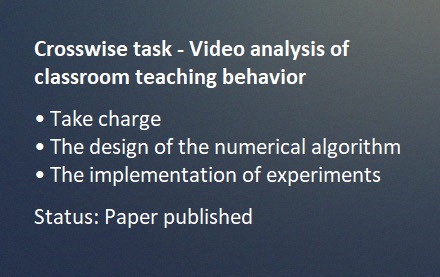 Crosswise task - Video analysis of
classroom teaching behavior
• Take charge
• The design of the numerical algorithm
• The implementation of experiments
Status: Paper published